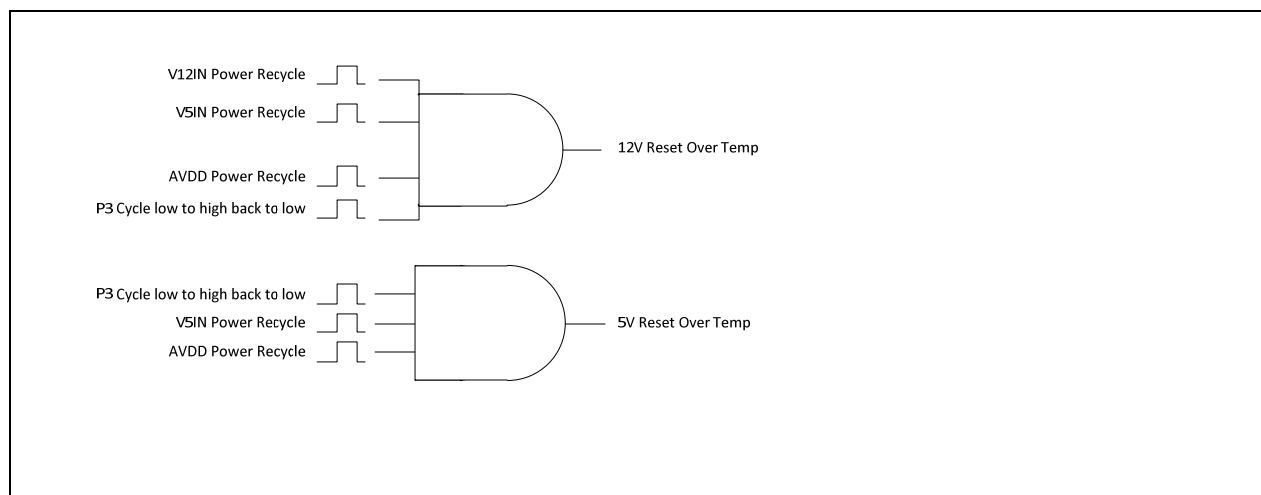 V12IN Power Recycle
V5IN Power Recycle
12V Reset Over Temp
AVDD Power Recycle
P3 Cycle low to high back to low
P3 Cycle low to high back to low
V5IN Power Recycle
5V Reset Over Temp
AVDD Power Recycle